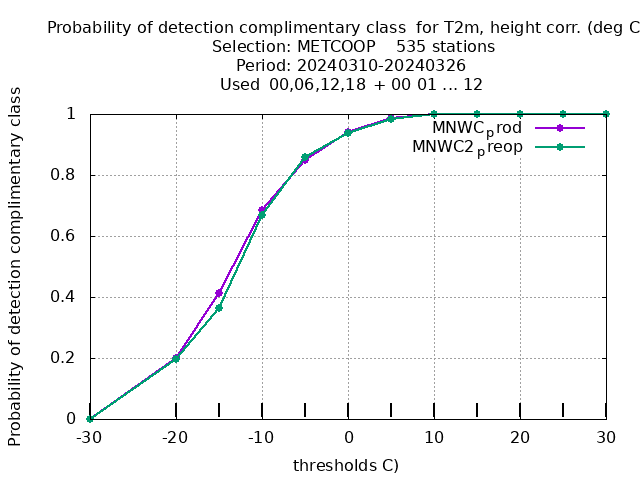 Probability of detection complimentary class for T2m, height corr. (deg C
Selection: METCOOP 535 stations
Period: 20240310-20240326
Used 00,06,12,18 + 00 01 ... 12
MNWCprod
MNWC2preop
Probability of detection complimentary class
1
0.8
0.6
0.4
0.2
0
-30 -20 -10 0 10 20 30
thresholds C)